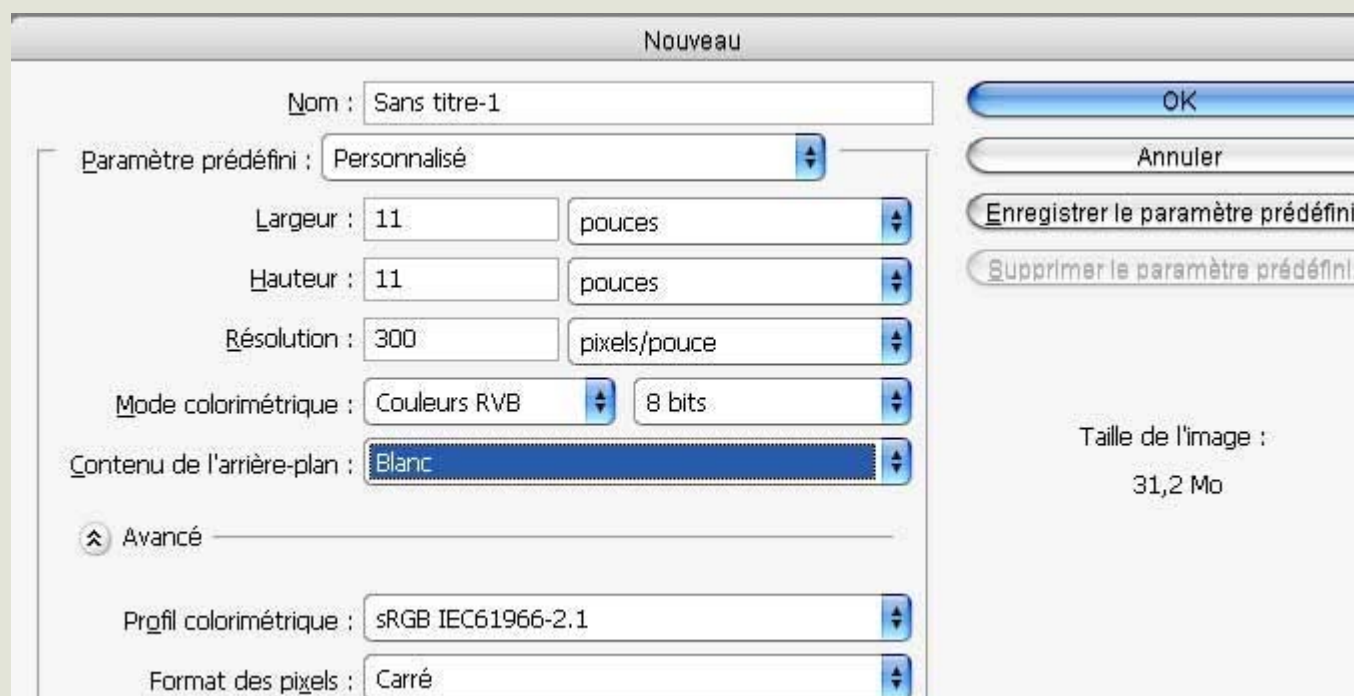 Nouveau
Nom : Sans titre-1
OK
Paramètre prédéfini : Personnalisé
Annuler
Largeur : 11 pouces
Enregistrer le paramètre prédéfini
Hauteur : 11 pouces
Supprimer le paramètre prédéfini
Résolution : 300 pixels/pouce
Mode colorimétrique : Couleurs RVB 8 bits
Contenu de l'arrière-plan : Blanc
Taille de l'image :
31,2 Mo
Avancé
Profil colorimétrique : sRGB IEC61966-2.1
Format des pixels : Carré